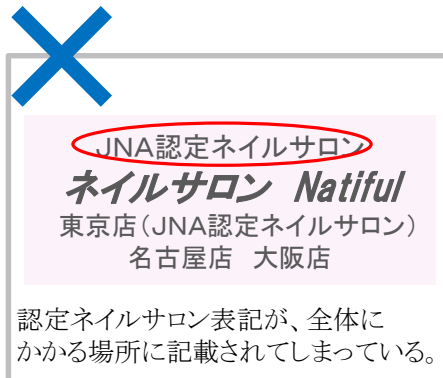 JNA認定ネイルサロン
ネイルサロン Natiful
東京店(JNA認定ネイルサロン)
名古屋店 大阪店
認定ネイルサロン表記が、全体に
かかる場所に記載されてしまっている。